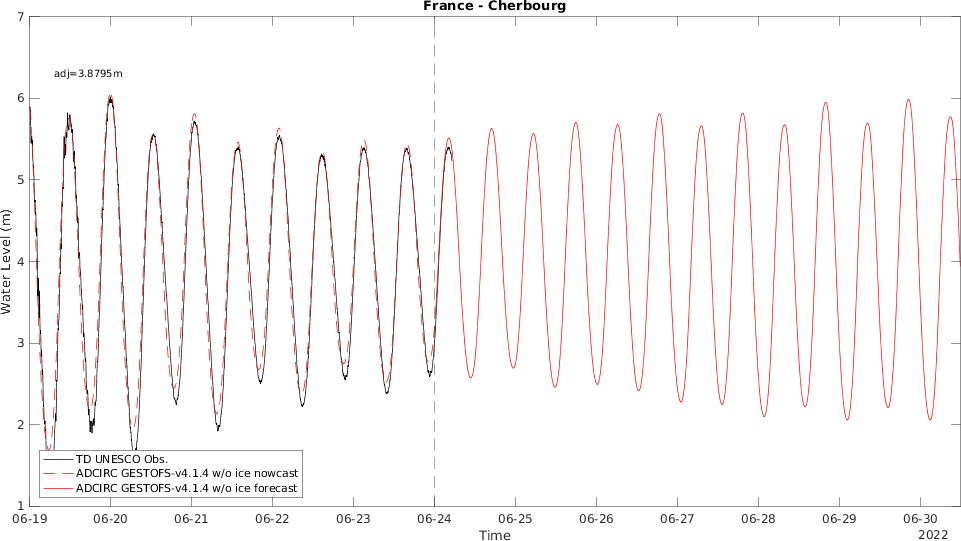 France - Cherbourg
7
adj=3.8795m
6
5
4
3
2
1
Water Level (m)
TD UNESCO Obs.
ADCIRC GESTOFS-v4.1.4 w/o ice nowcast
ADCIRC GESTOFS-v4.1.4 w/o ice forecast
06-19 06-20 06-21 06-22 06-23 06-24 06-25 06-26 06-27 06-28 06-29 06-30
Time
2022